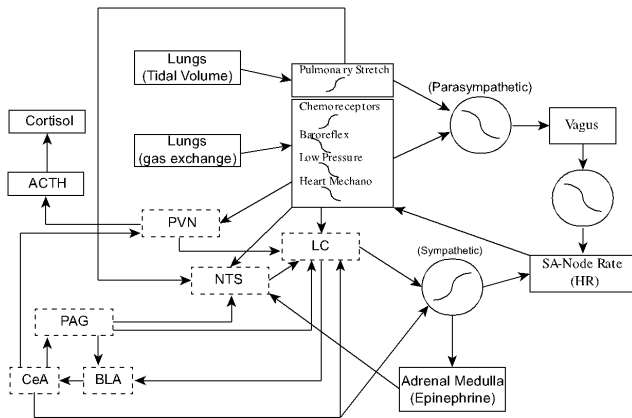 Lungs
(Tidal Volume)
Pulmonary Stretch
(Parasympathetic)
Chemoreceptors
Cortisol
Lungs
(gas exchange)
Baroreflex
Low Pressure
Heart Mechano
Vagus
ACTH
PVN
LC
(Sympathetic)
NTS
SA-Node Rate
(HR)
PAG
CeA
BLA
Adrenal Medulla
(Epinephrine)